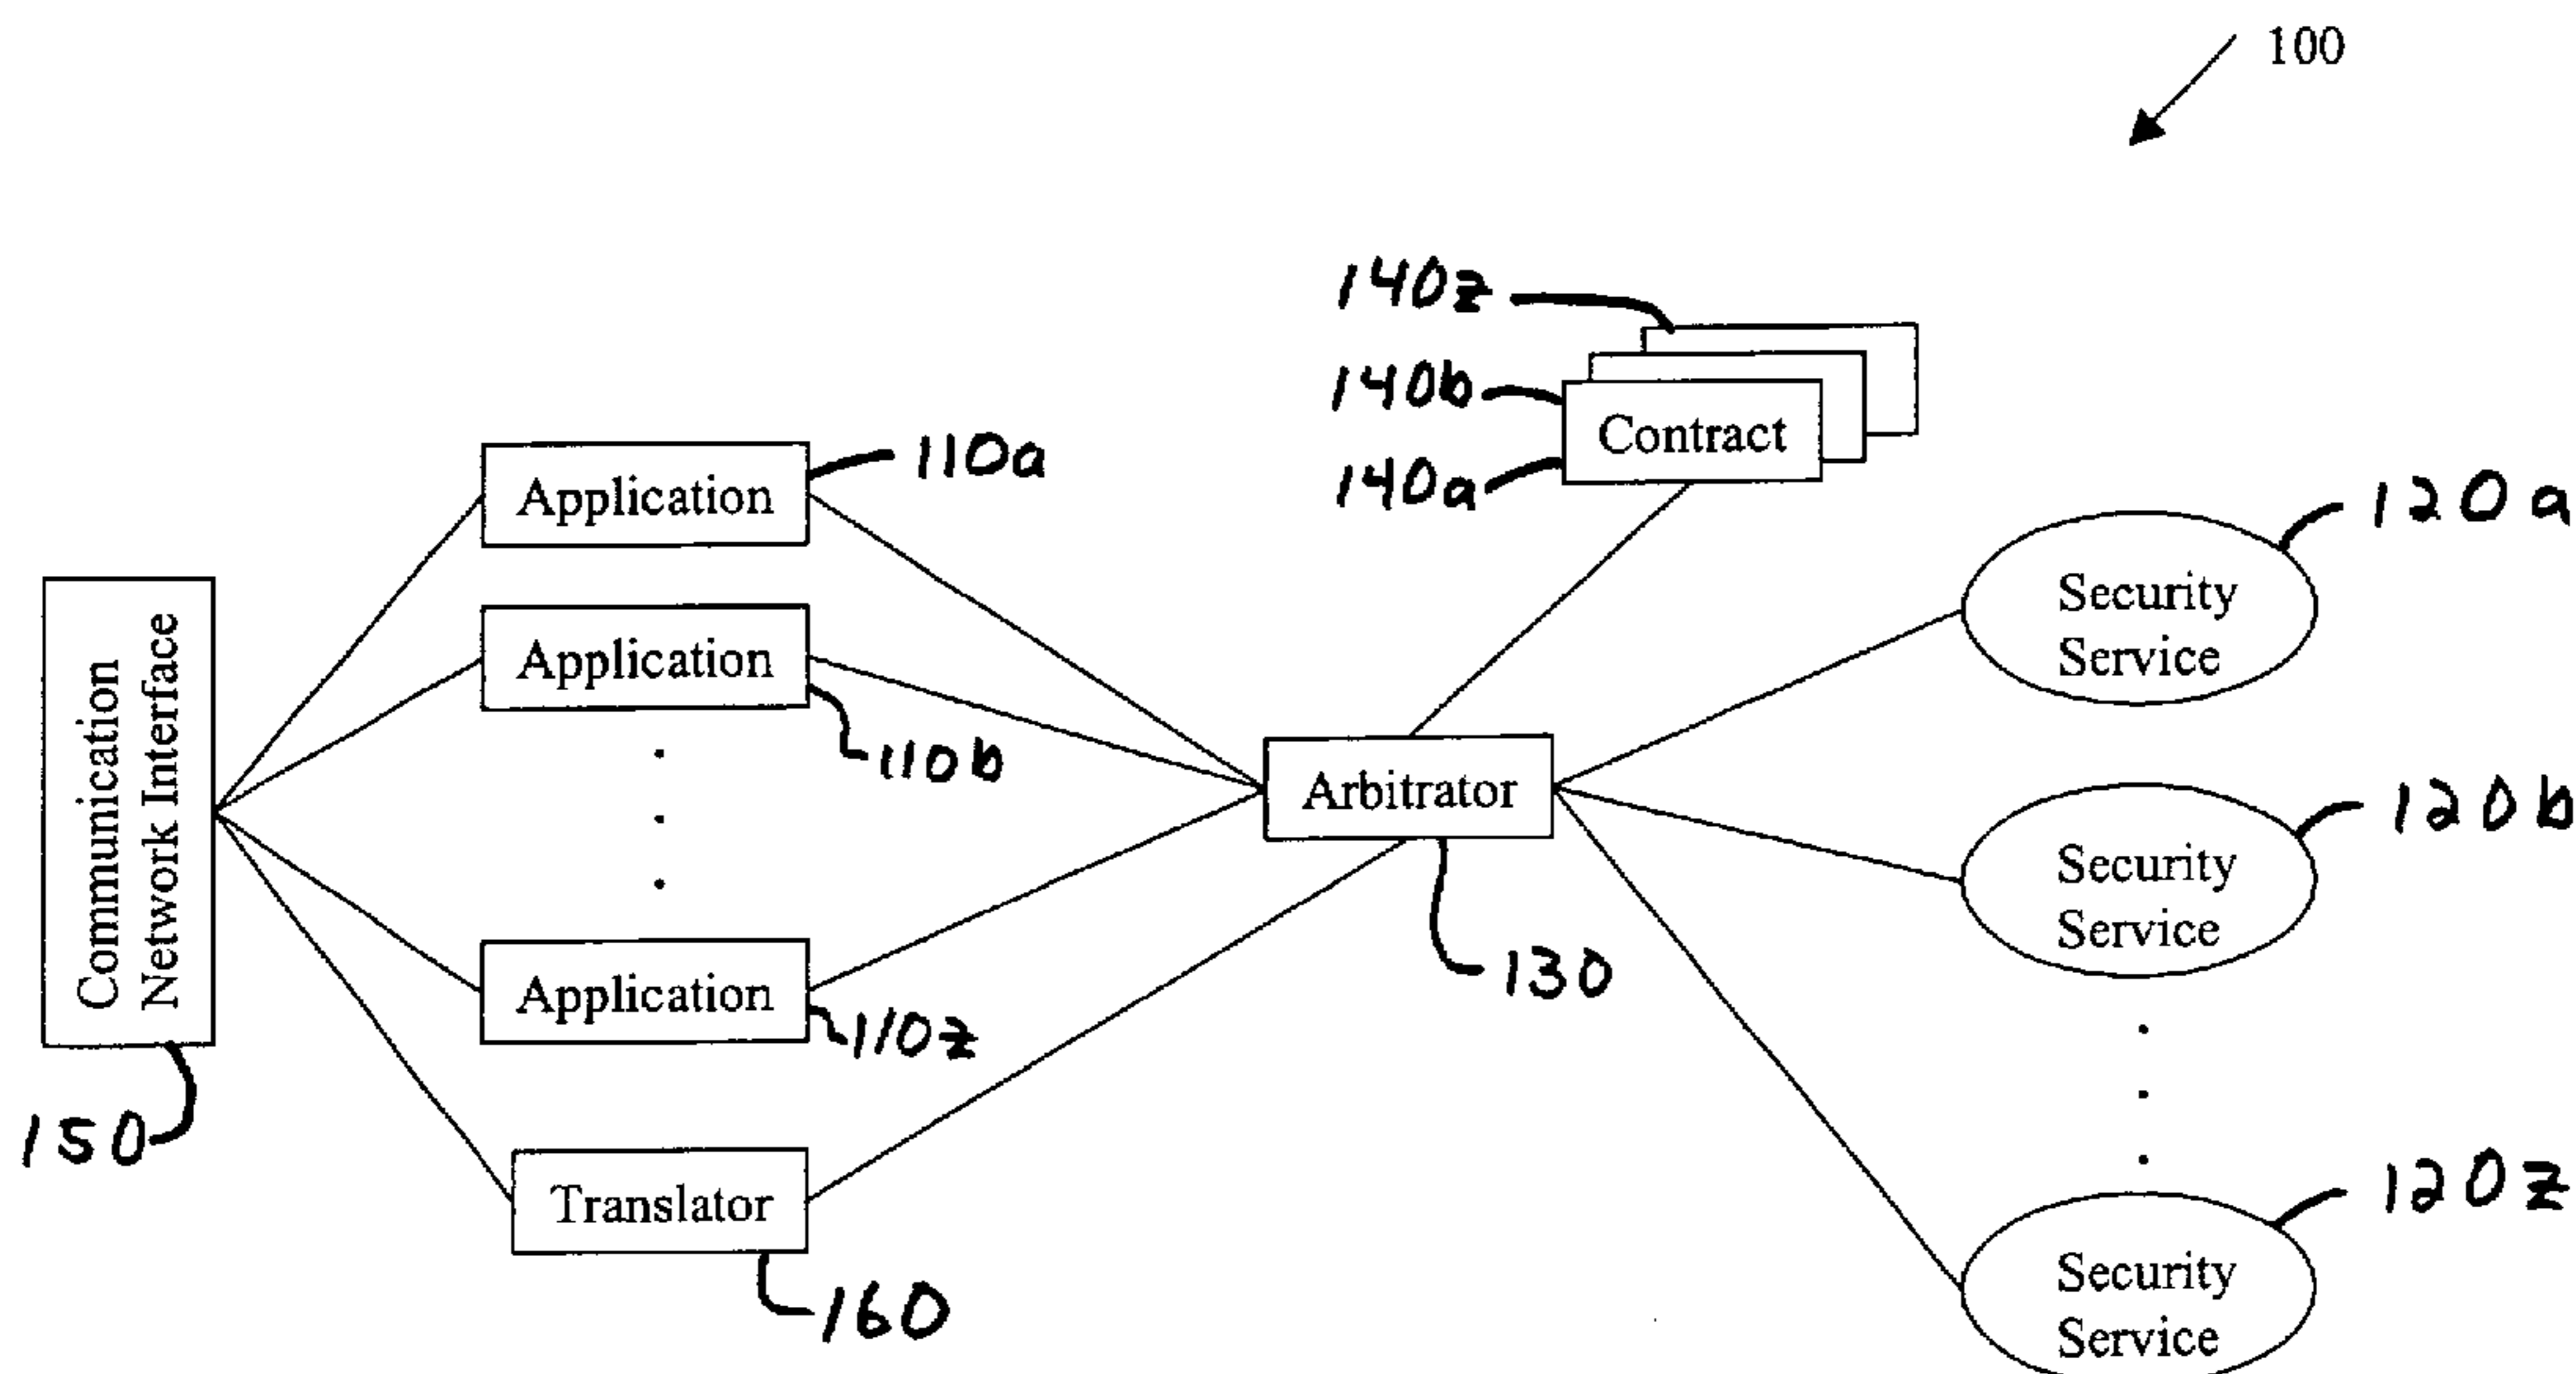 100
140z
140b
Contract
140a
110a
Application
120a
Security
Service
Communication
Network Interface
Application
110b
Arbitrator
130
120b
Security
Service
Application
110z
150
Translator
160
120z
Security
Service